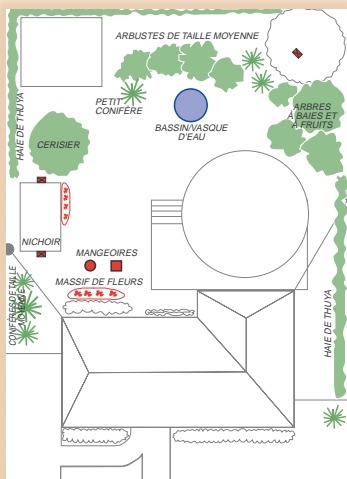 ARBUSTES DE TAILLE MOYENNE
HAIE DE THUYA
PETIT
CONIFÈRE
BASSIN/VASQUE
D'EAU
ARBRES
À BAIES ET
À FRUITS
CERISIER
NICHOIR
MANGEOIRES
MASSIF DE FLEURS
CONIFÈRES DE TAILLE
MOYENNE
HAIE DE THUYA